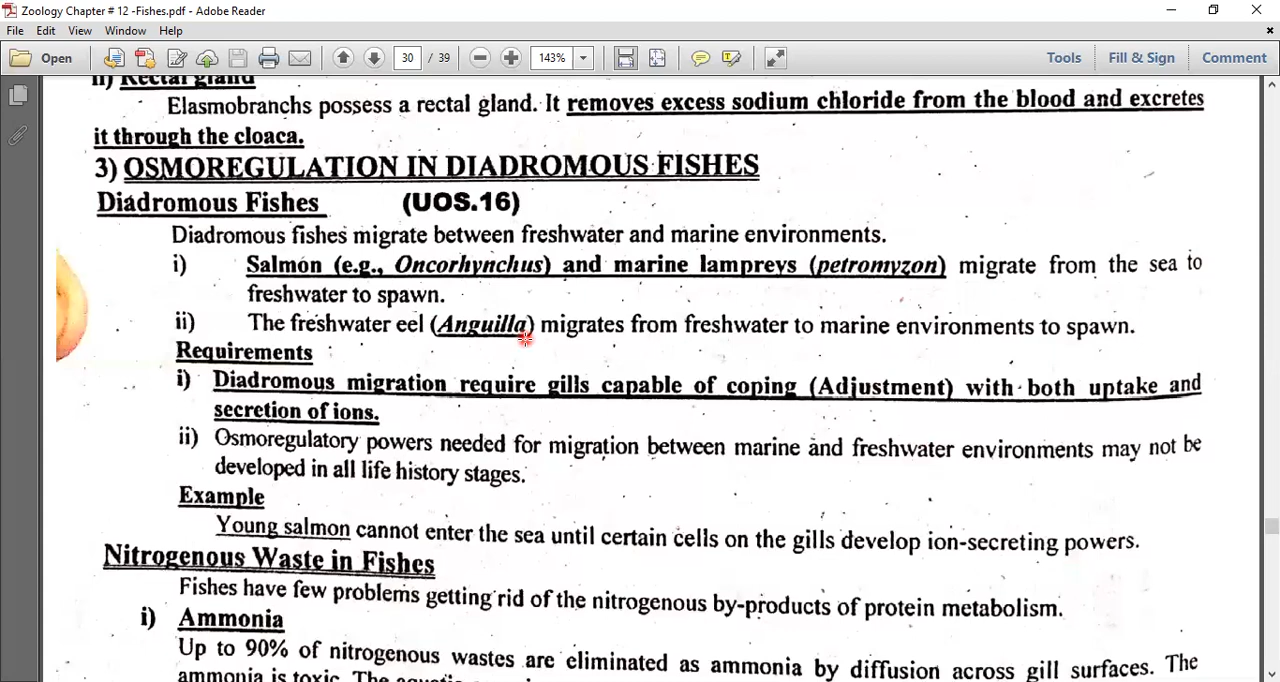 Zoology Chapter # 12 -Fishes.pdf - Adobe Reader
File Edit View Window Help
Open 30 / 39 143% Tools Fill & Sign Comment
II) Rectal gland
Elasmobranchs possess a rectal gland. It removes excess sodium chloride from the blood and excretes
it through the cloaca.
3) OSMOREGULATION IN DIADROMOUS FISHES
Diadromous Fishes (UOS.16)
Diadromous fishes migrate between freshwater and marine environments.
i) Salmon (e.g., Oncorhynchus) and marine lampreys (petromyzon) migrate from the sea to
freshwater to spawn.
ii) The freshwater eel (Anguilla) migrates from freshwater to marine environments to spawn.
Requirements
i) Diadromous migration require gills capable of coping (Adjustment) with both uptake and
secretion of ions.
ii) Osmoregulatory powers needed for migration between marine and freshwater environments may not be
developed in all life history stages.
Example
Young salmon cannot enter the sea until certain cells on the gills develop ion-secreting powers.
Nitrogenous Waste in Fishes
Fishes have few problems getting rid of the nitrogenous by-products of protein metabolism.
i) Ammonia
Up to 90% of nitrogenous wastes are eliminated as ammonia by diffusion across gill surfaces. The
ammonia is toxic. The